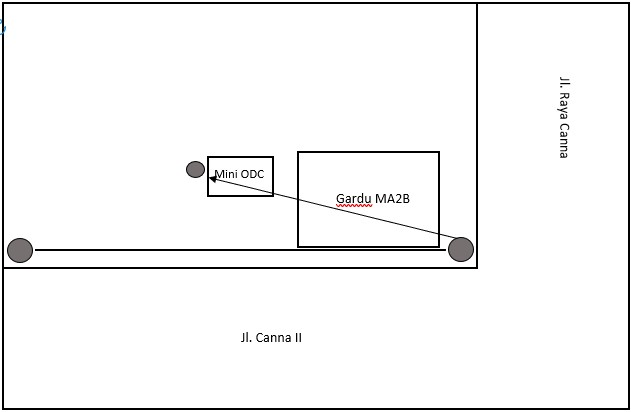 Jl. Raya Canna
Mini ODC
Gardu MA2B
Jl. Canna II